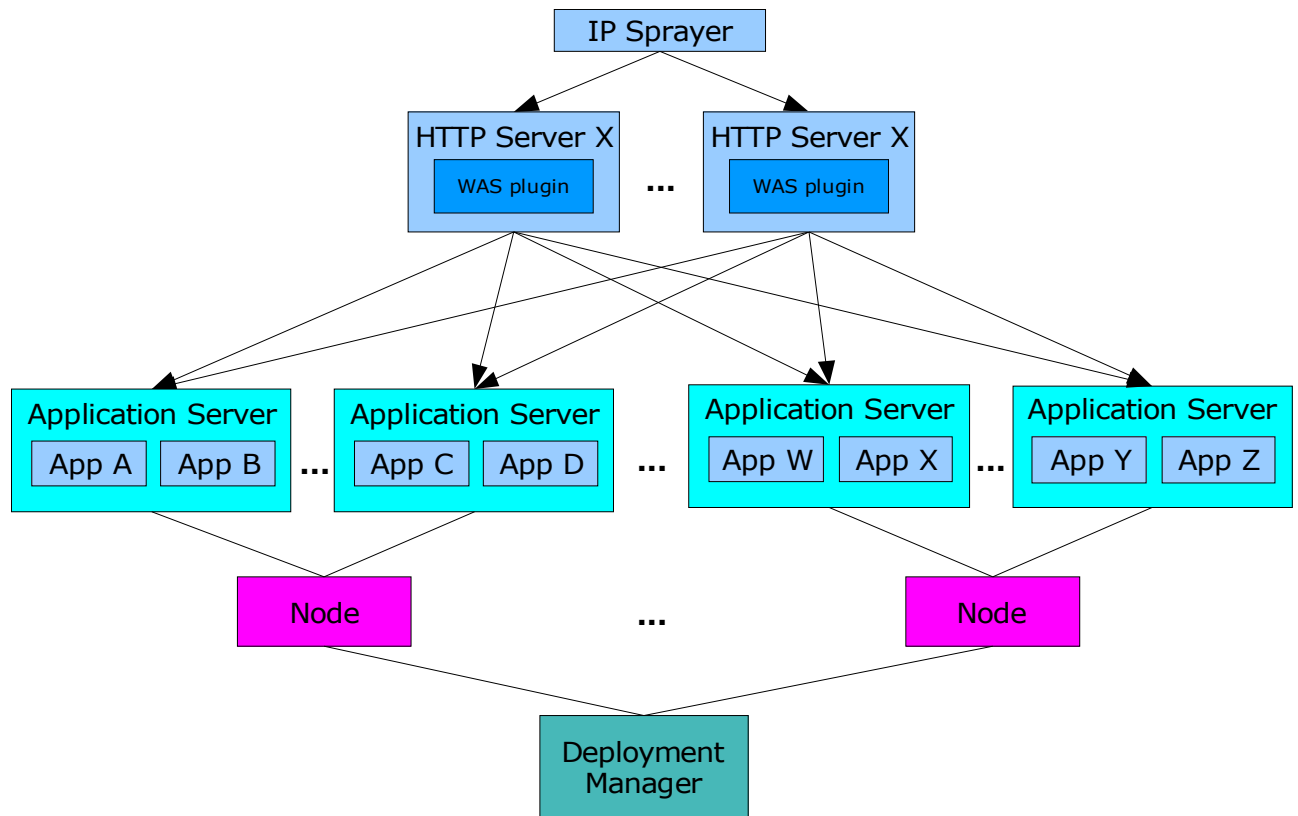 IP Sprayer
HTTP Server X
WAS plugin
...
HTTP Server X
WAS plugin
Application Server
App A
App B
...
Application Server
App C
App D
...
Application Server
App W
App X
...
Application Server
App Y
App Z
Node
...
Node
Deployment
Manager